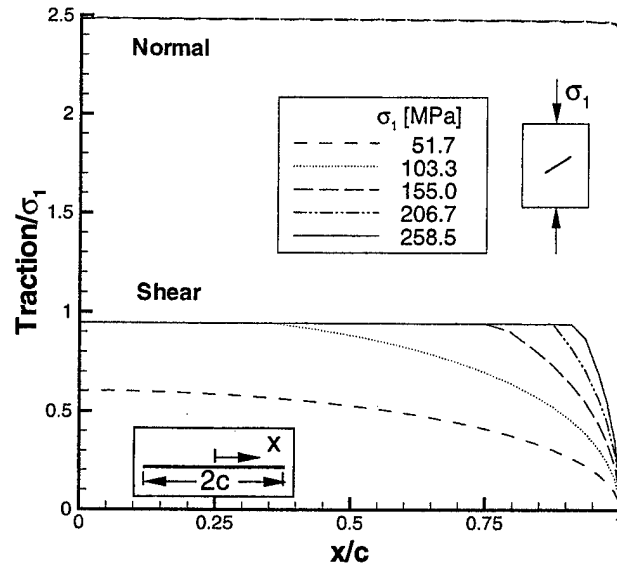 2.5
2
1.5
1
0.5
0
Traction/σ₁
Normal
σ₁ [MPa]
51.7
103.3
155.0
206.7
258.5
σ₁
Shear
x
2c
0
0.25
0.5
0.75
x/c